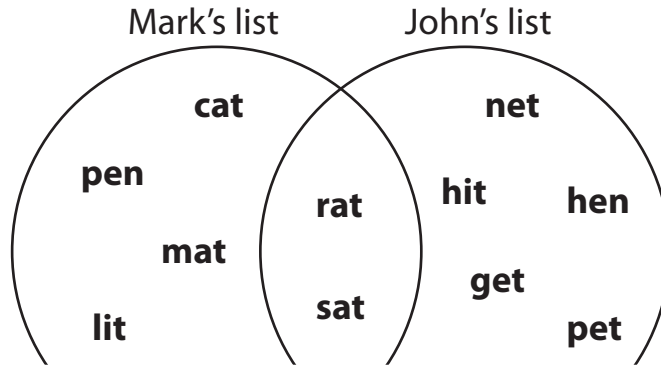 Mark's list
John's list
cat
net
pen
hit
hen
rat
mat
get
sat
lit
pet